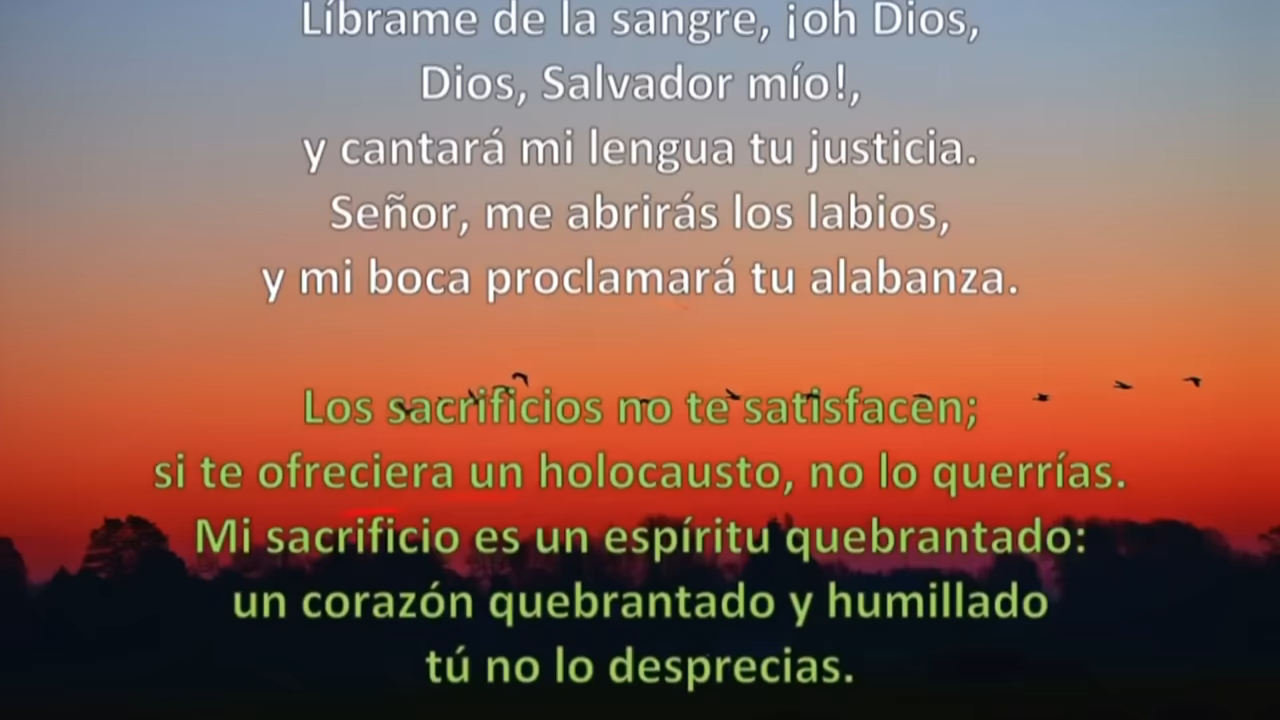 Líbrame de la sangre, ¡oh Dios,
Dios, Salvador mío!,
y cantará mi lengua tu justicia.
Señor, me abrirás los labios,
y mi boca proclamará tu alabanza.
Los sacrificios no te satisfacen;
si te ofreciera un holocausto, no lo querrías.
Mi sacrificio es un espíritu quebrantado:
un corazón quebrantado y humillado
tú no lo desprecias.